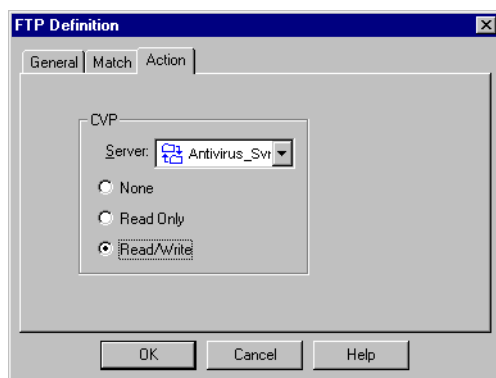 FTP Definition
General Match Action
CVP
Server: Antivirus_Svr
None
Read Only
Read/Write
OK Cancel Help